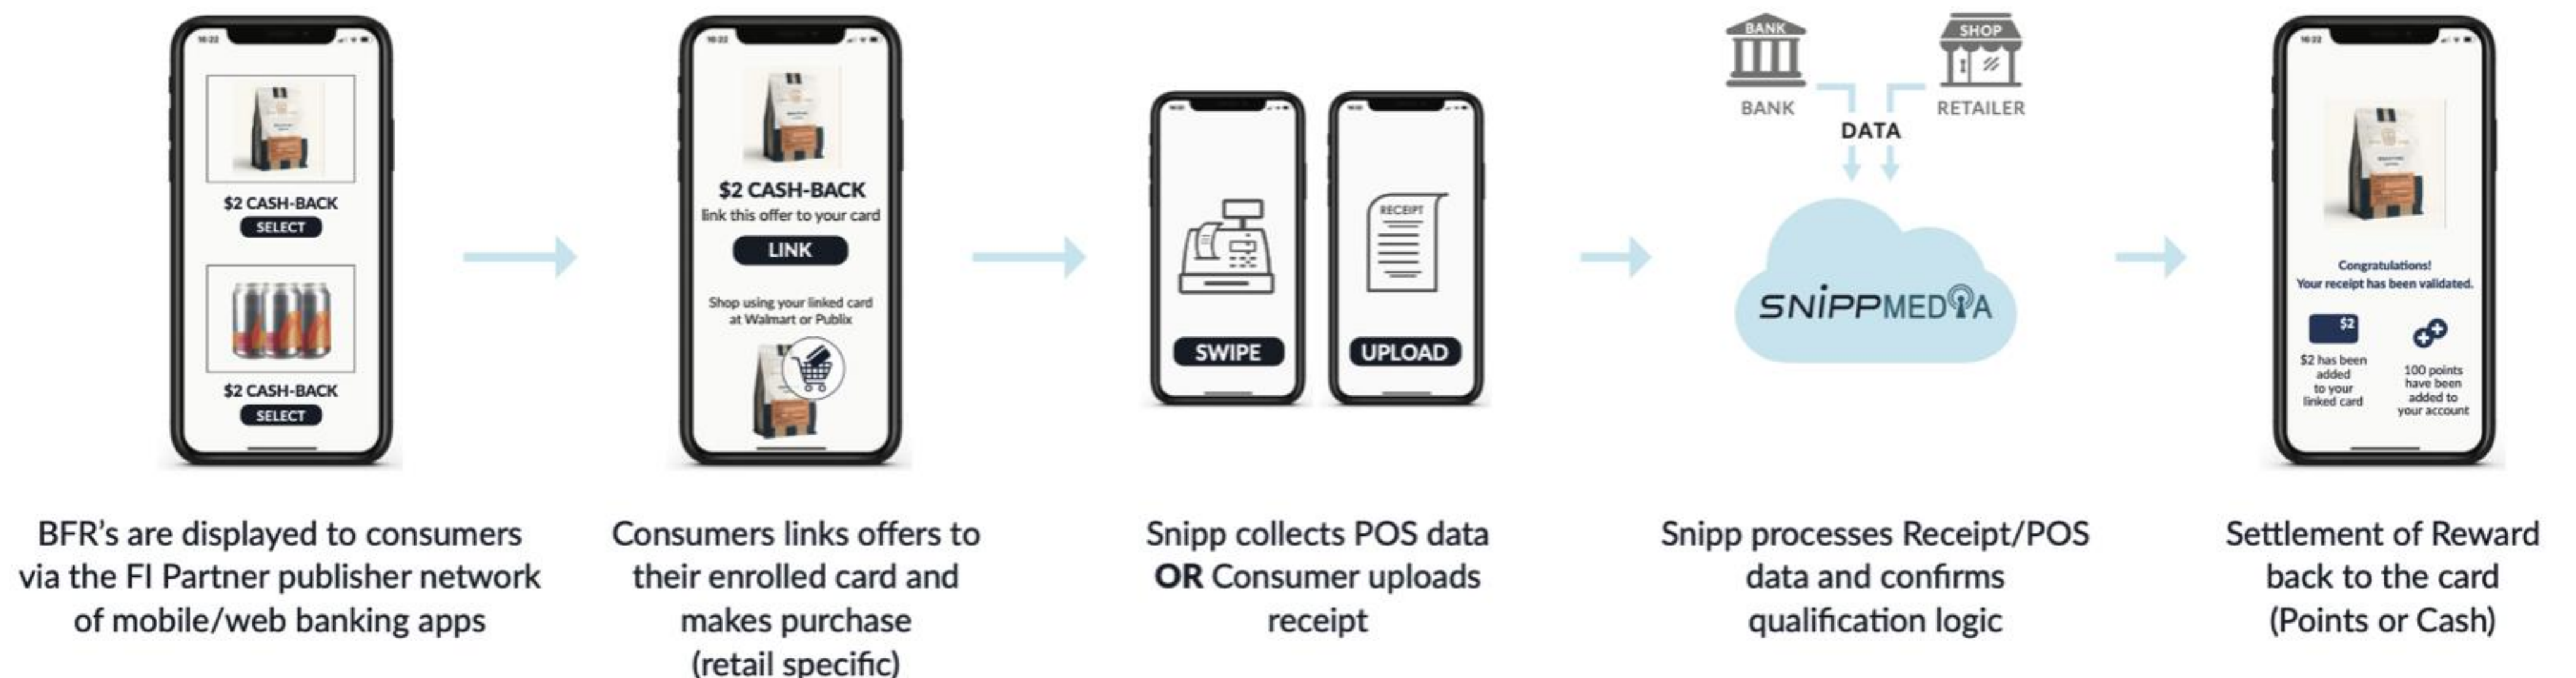 16:22
$2 CASH-BACK
SELECT
$2 CASH-BACK
SELECT
BFR's are displayed to consumers
via the FI Partner publisher network
of mobile/web banking apps
16:22
$2 CASH-BACK
link this offer to your card
LINK
Shop using your linked card
at Walmart or Publix
Consumers links offers to
their enrolled card and
makes purchase
(retail specific)
SWIPE
RECEIPT
UPLOAD
Snipp collects POS data
OR Consumer uploads
receipt
BANK
BANK
SHOP
RETAILER
DATA
SNIPPMEDIA
Snipp processes Receipt/POS
data and confirms
qualification logic
16:22
Congratulations!
Your receipt has been validated.
$2
$2 has been
added
to your
linked card
100 points
have been
added to
your account
Settlement of Reward
back to the card
(Points or Cash)